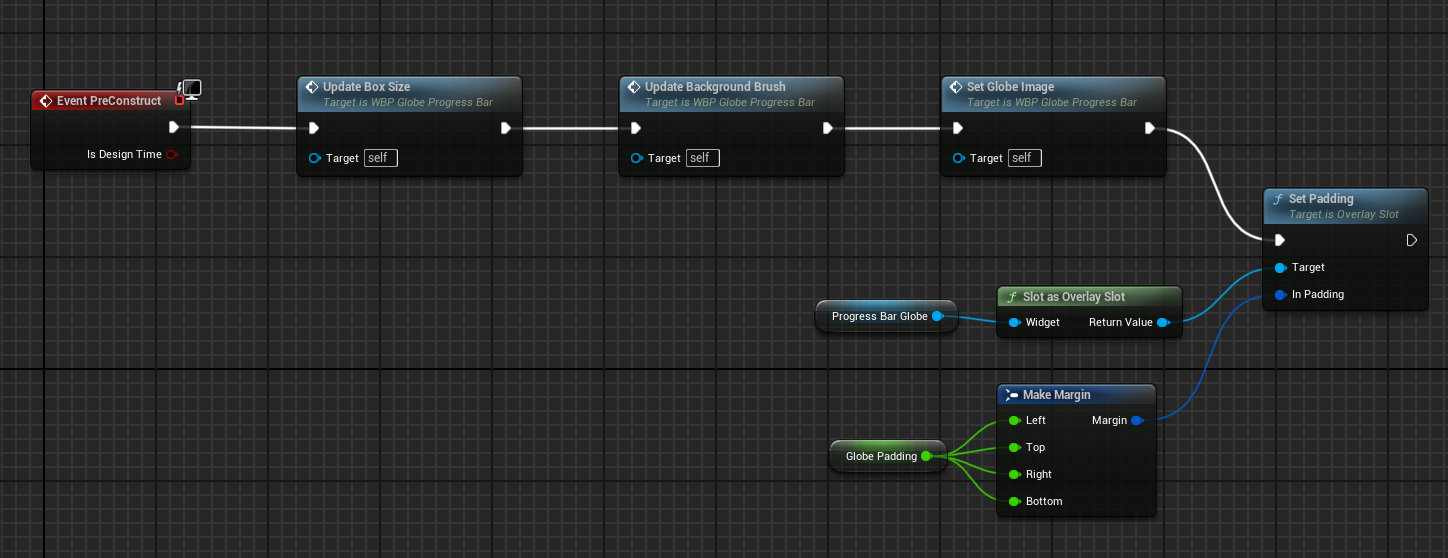 Event PreConstruct
Is Design Time
Update Box Size
Target is WBP Globe Progress Bar
Target self
Update Background Brush
Target is WBP Globe Progress Bar
Target self
Set Globe Image
Target is WBP Globe Progress Bar
Target self
Set Padding
Target is Overlay Slot
Target
In Padding
Progress Bar Globe
Slot as Overlay Slot
Widget Return Value
Globe Padding
Make Margin
Left Margin
Top
Right
Bottom